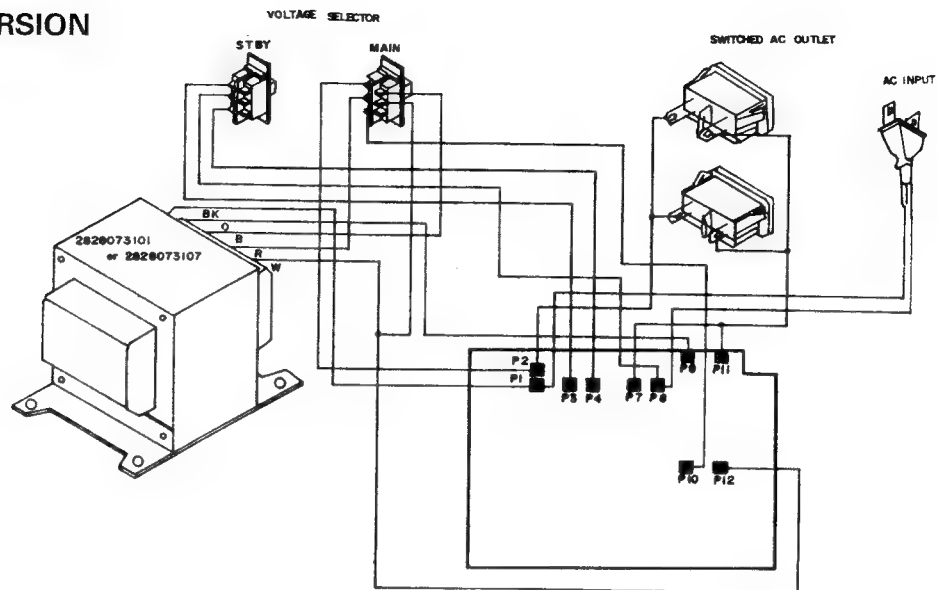 RSION
VOLTAGE SELECTOR
STBY
MAIN
SWITCHED AC OUTLET
AC INPUT
BK
O
B
R
W
2828073101
or 2828073107
P2
P1
P3
P4
P7
P8
P9
P11
P10
P12